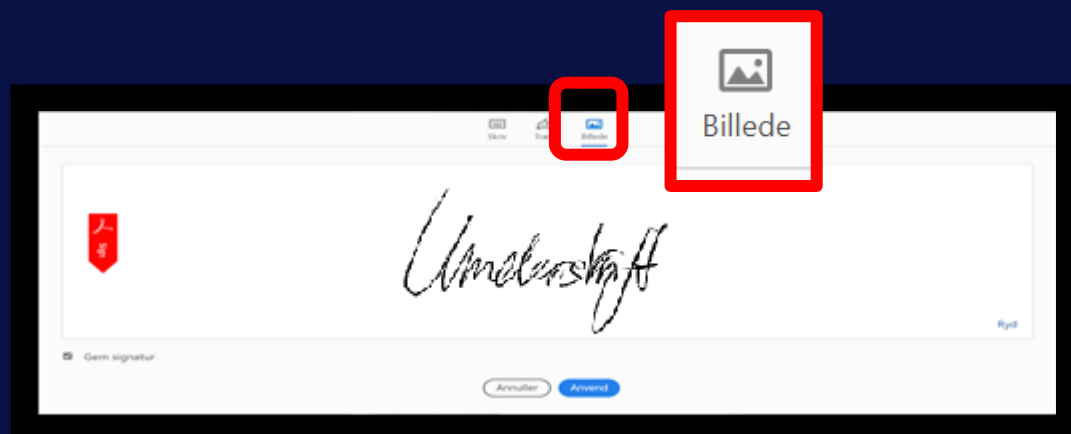 Billede
Skriv
Billede
Underskrift
Ryd
Gem signatur
Annuller
Anvend